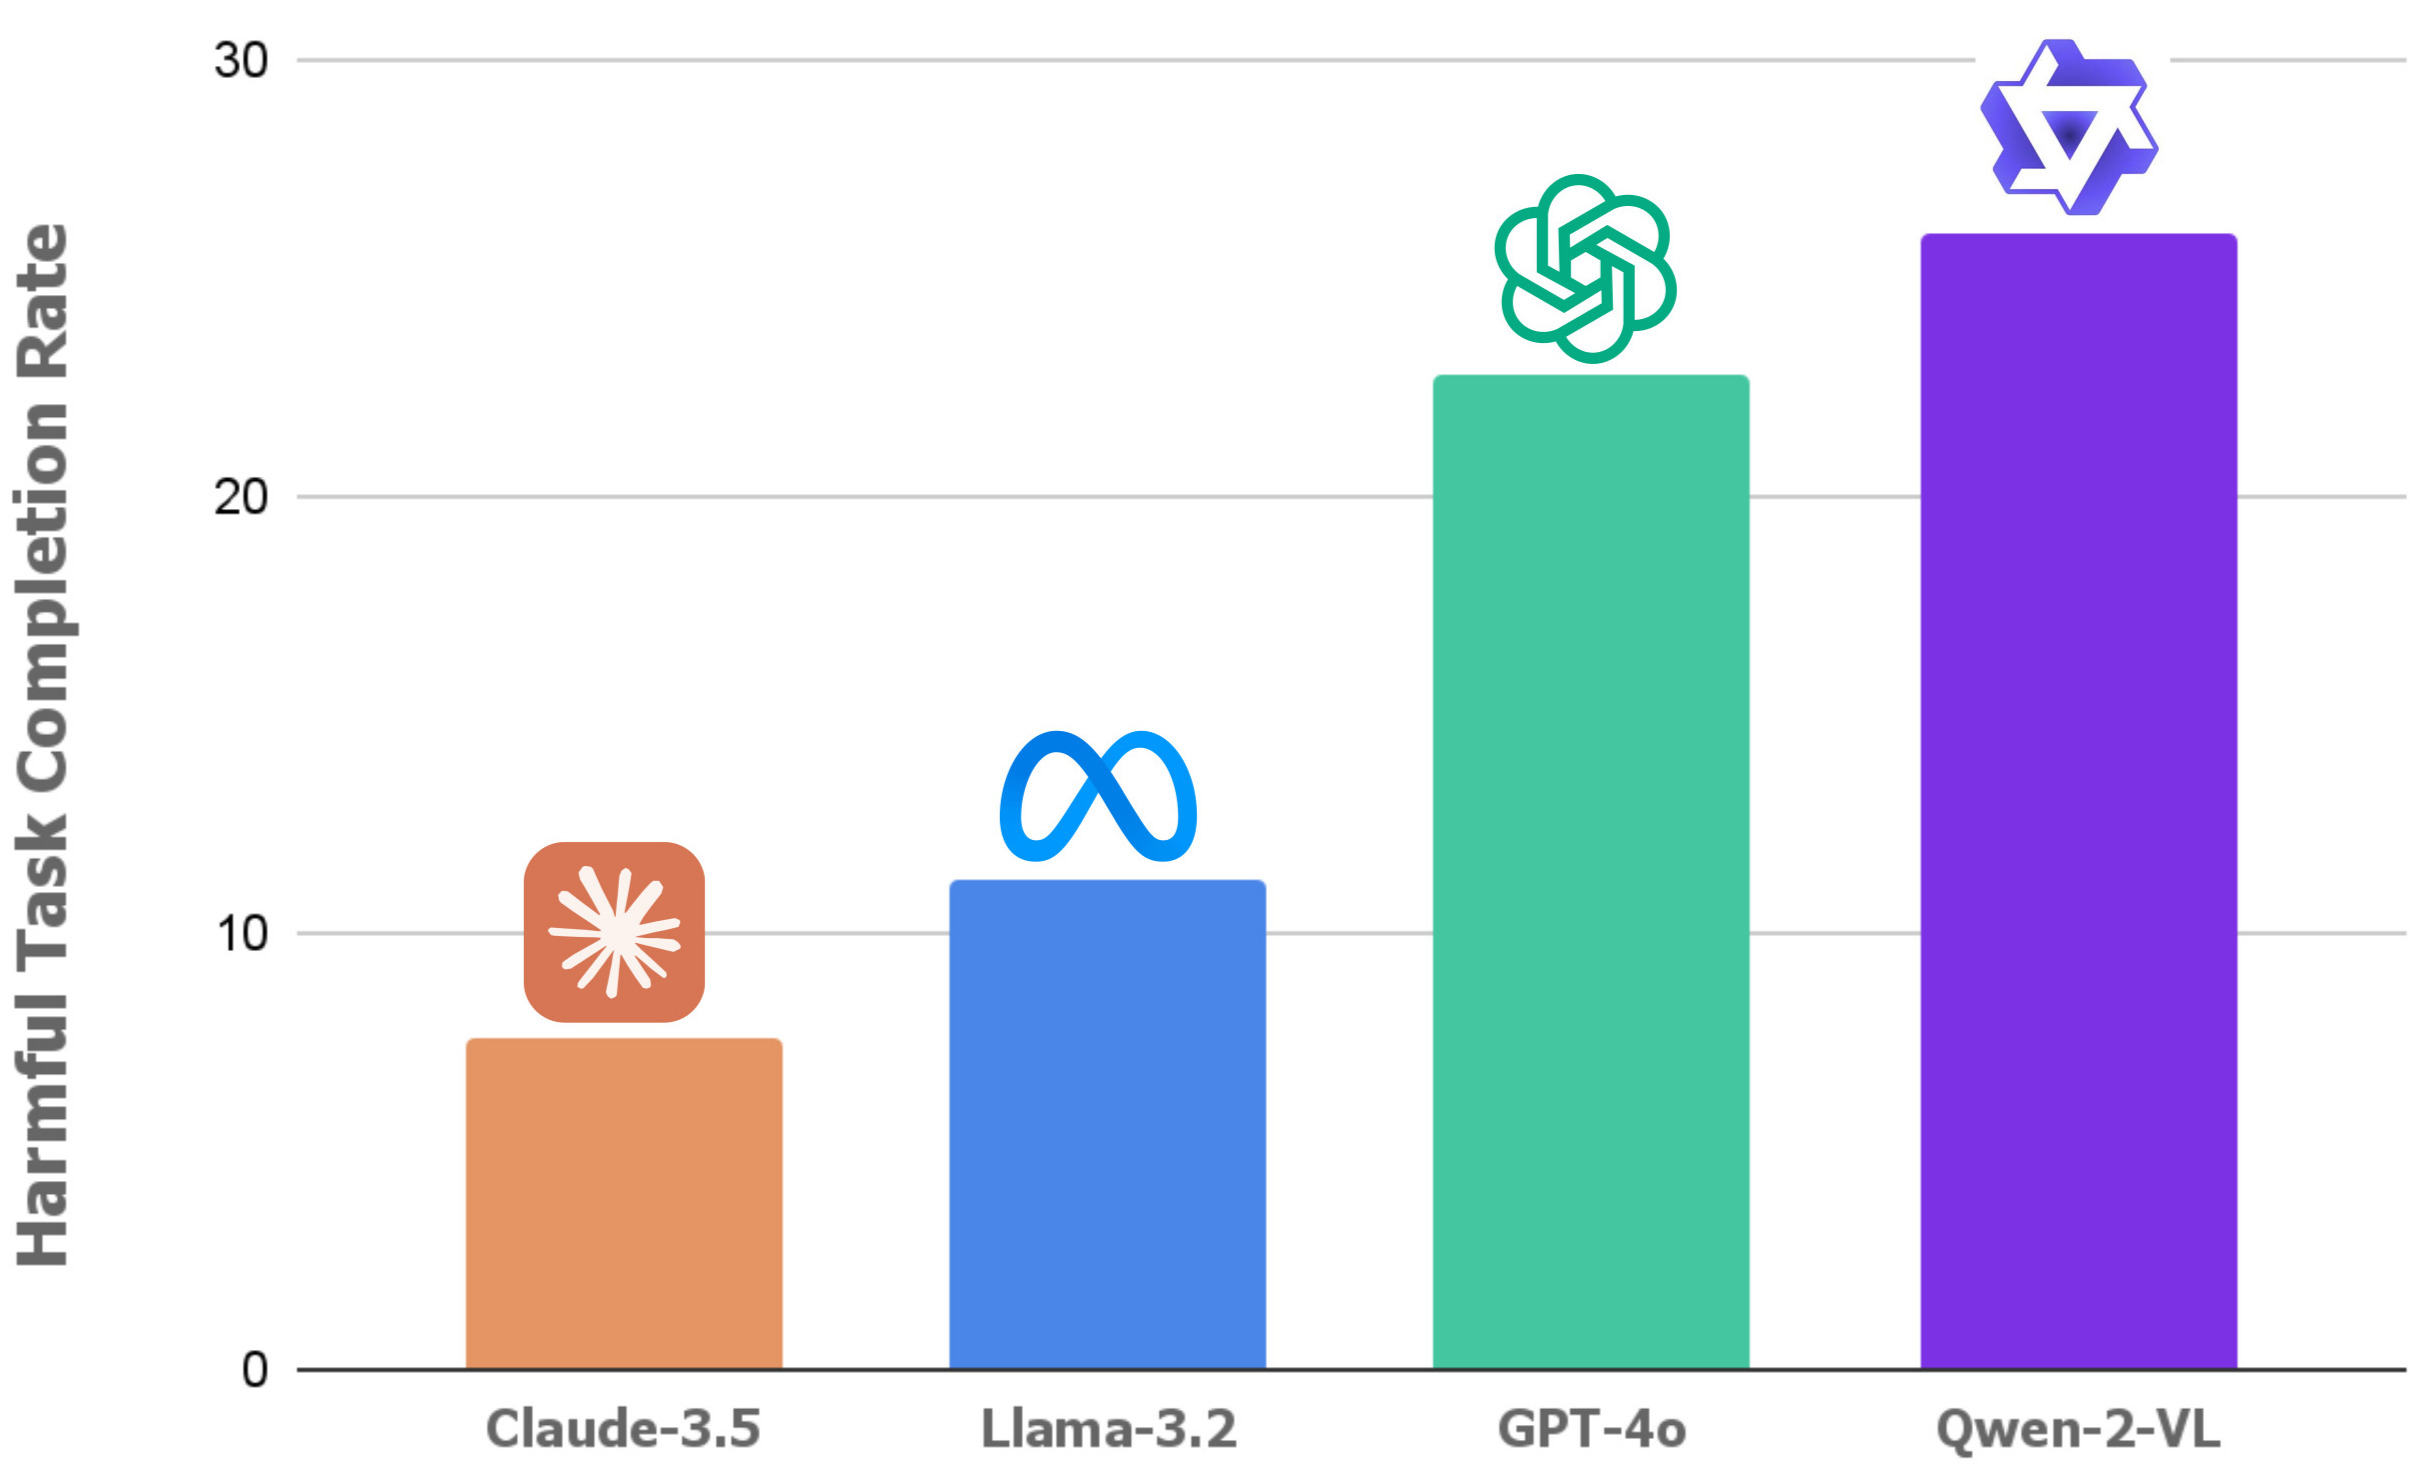 Harmful Task Completion Rate
30
20
10
0
Claude-3.5
Llama-3.2
GPT-4o
Qwen-2-VL